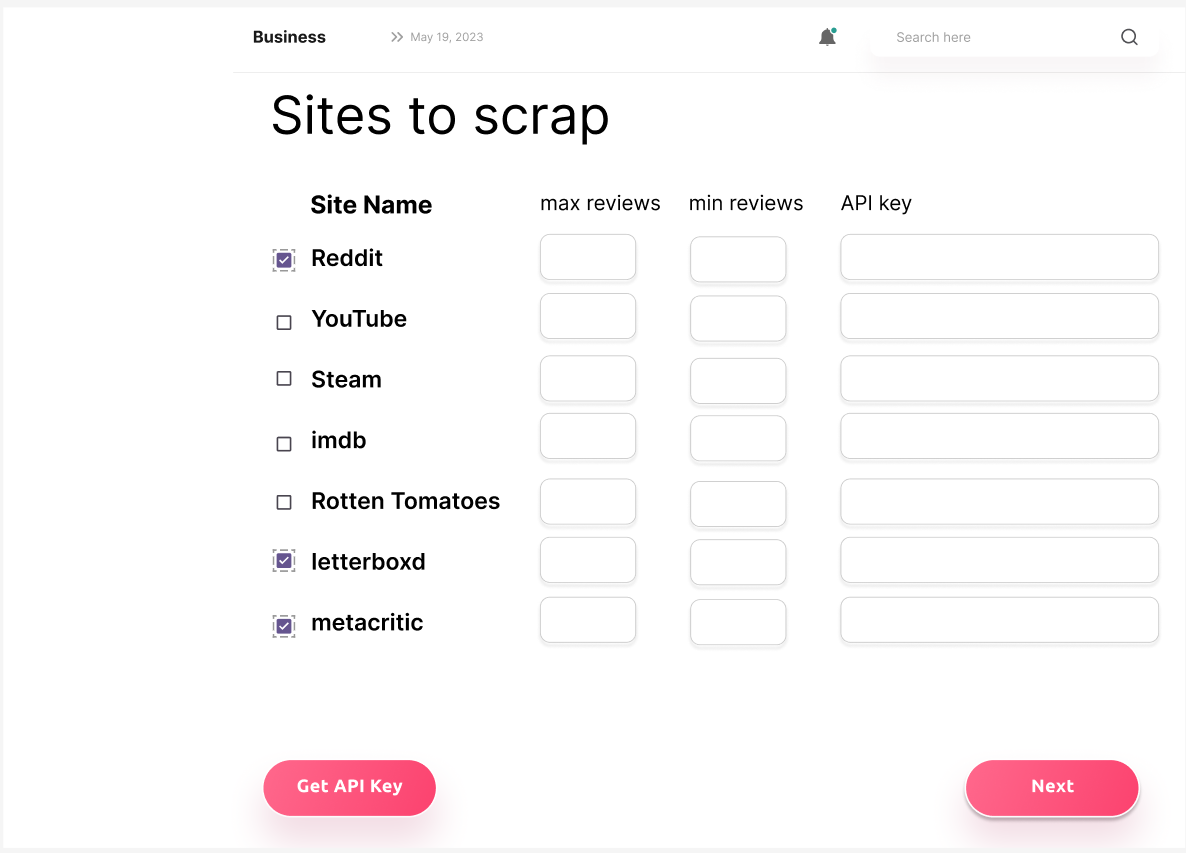 Business May 19, 2023 Search here
Sites to scrap
Site Name max reviews min reviews API key
Reddit
YouTube
Steam
imdb
Rotten Tomatoes
letterboxd
metacritic
Get API Key Next